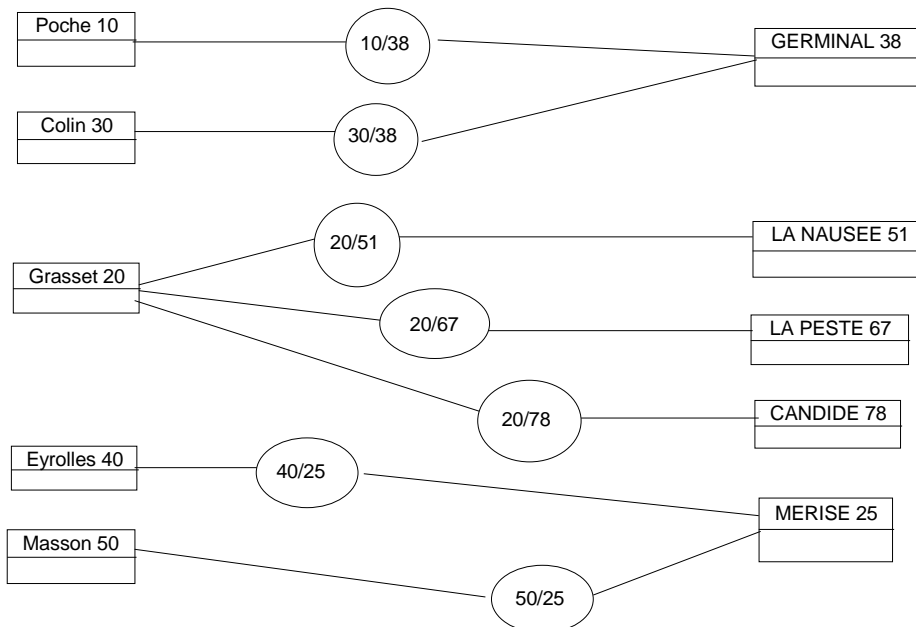 Poche 10
10/38
GERMINAL 38
Colin 30
30/38
20/51
LA NAUSEE 51
Grasset 20
20/67
LA PESTE 67
20/78
CANDIDE 78
Eyrolles 40
40/25
MERISE 25
Masson 50
50/25